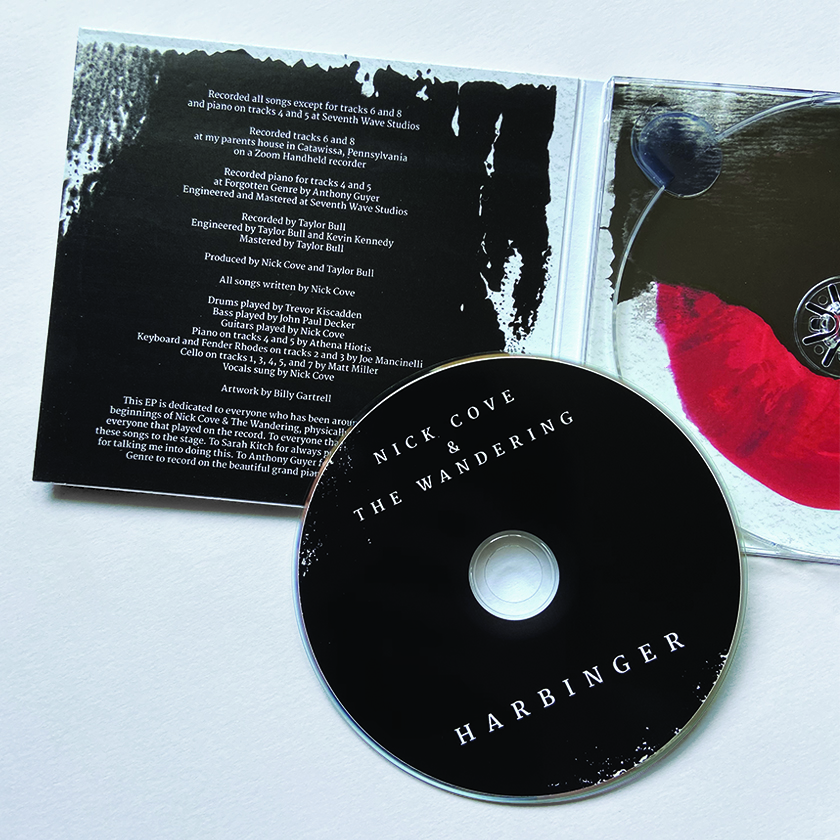 Recorded all songs except for tracks 6 and 8
and piano on tracks 4 and 5 at Seventh Wave Studios
Recorded tracks 6 and 8
at my parents house in Catawissa, Pennsylvania
on a Zoom Handheld recorder
Recorded piano for tracks 4 and 5
at Forgotten Genre by Anthony Guyer
Engineered and Mastered at Seventh Wave Studios
Recorded by Taylor Bull
Engineered by Taylor Bull and Kevin Kennedy
Mastered by Taylor Bull
Produced by Nick Cove and Taylor Bull
All songs written by Nick Cove
Drums played by Trevor Kiscadden
Bass played by John Paul Decker
Guitars played by Nick Cove
Piano on tracks 4 and 5 by Athena Hiotis
Keyboard and Fender Rhodes on tracks 2 and 3 by Joe Mancinelli
Cello on tracks 1, 3, 4, 5, and 7 by Matt Miller
Vocals sung by Nick Cove
Artwork by Billy Gartrell
This EP is dedicated to everyone who has been
beginnings of Nick Cove & The Wandering,
everyone that played on the record. To everyone
these songs to the stage. To Sarah Kitch for always
for talking me into doing this. To Anthony Guyer
Genre to record on the beautiful grand
NICK COVE
&
THE WANDERING
HARBINGER